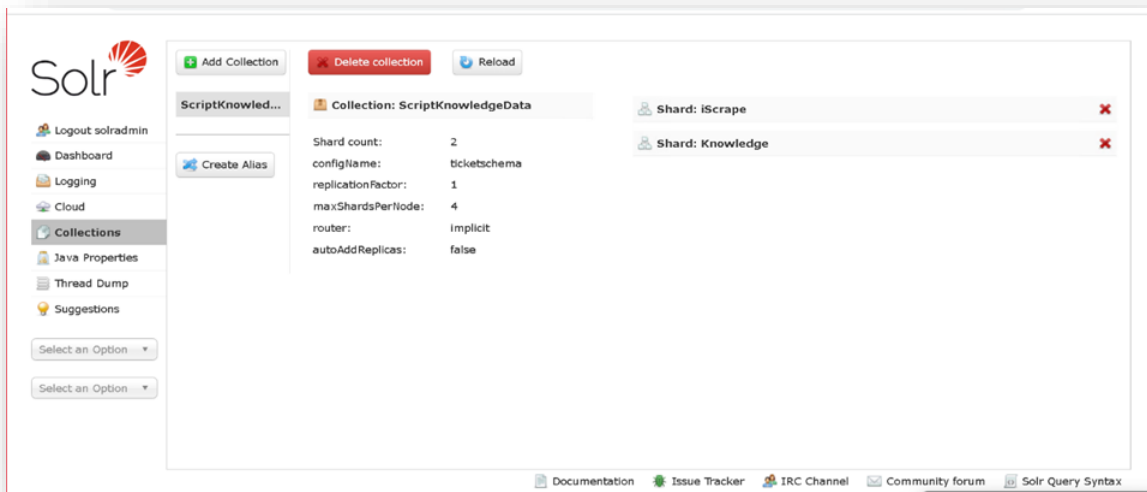 Solr
Logout solradmin
Dashboard
Logging
Cloud
Collections
Java Properties
Thread Dump
Suggestions
Select an Option
Select an Option
Add Collection
ScriptKnowled...
Create Alias
Delete collection
Reload
Collection: ScriptKnowledgeData
Shard count: 2
configName: ticketschema
replicationFactor: 1
maxShardsPerNode: 4
router: implicit
autoAddReplicas: false
Shard: iScrape
Shard: Knowledge
Documentation Issue Tracker IRC Channel Community forum Solr Query Syntax